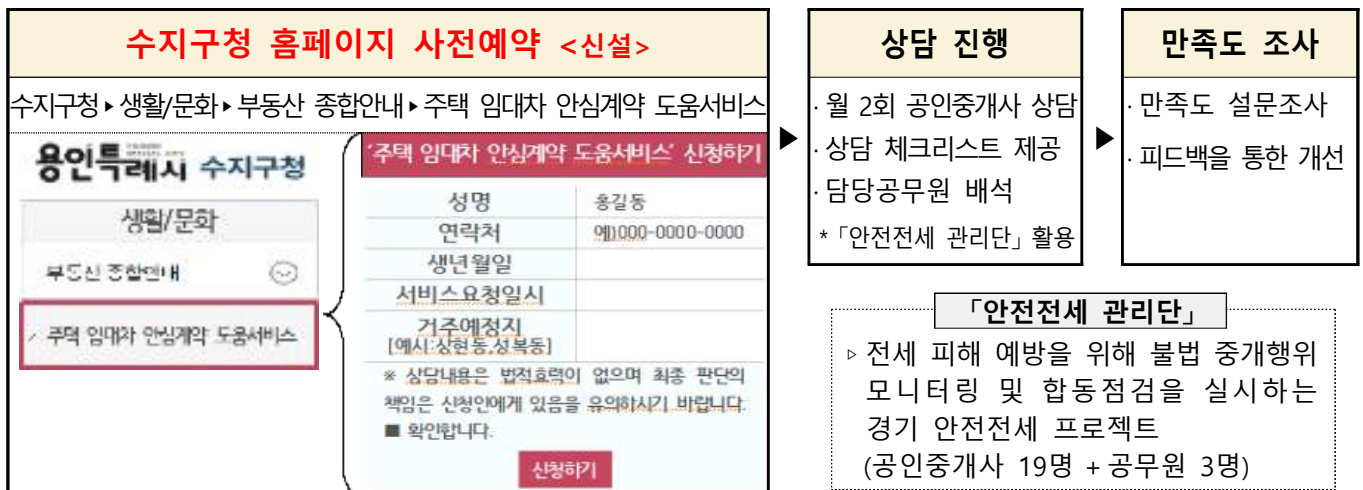 수지구청 홈페이지 사전예약 <신설>
수지구청▸생활/문화▸부동산 종합안내▸주택 임대차 안심계약 도움서비스
용인특례시 수지구청
생활/문화
부동산 종합안내
주택 임대차 안심계약 도움서비스
'주택 임대차 안심계약 도움서비스' 신청하기
성명 홍길동
연락처 예)000-0000-0000
생년월일
서비스요청일시
거주예정지
[예시:상현동,성복동]
※ 상담내용은 법적효력이 없으며 최종 판단의
책임은 신청인에게 있음을 유의하시기 바랍니다.
■ 확인합니다.
신청하기
▶
상담 진행
· 월 2회 공인중개사 상담
· 상담 체크리스트 제공
· 담당공무원 배석
*「안전전세 관리단」활용
▶
만족도 조사
· 만족도 설문조사
· 피드백을 통한 개선
「안전전세 관리단」
▹ 전세 피해 예방을 위해 불법 중개행위
모니터링 및 합동점검을 실시하는
경기 안전전세 프로젝트
(공인중개사 19명 + 공무원 3명)